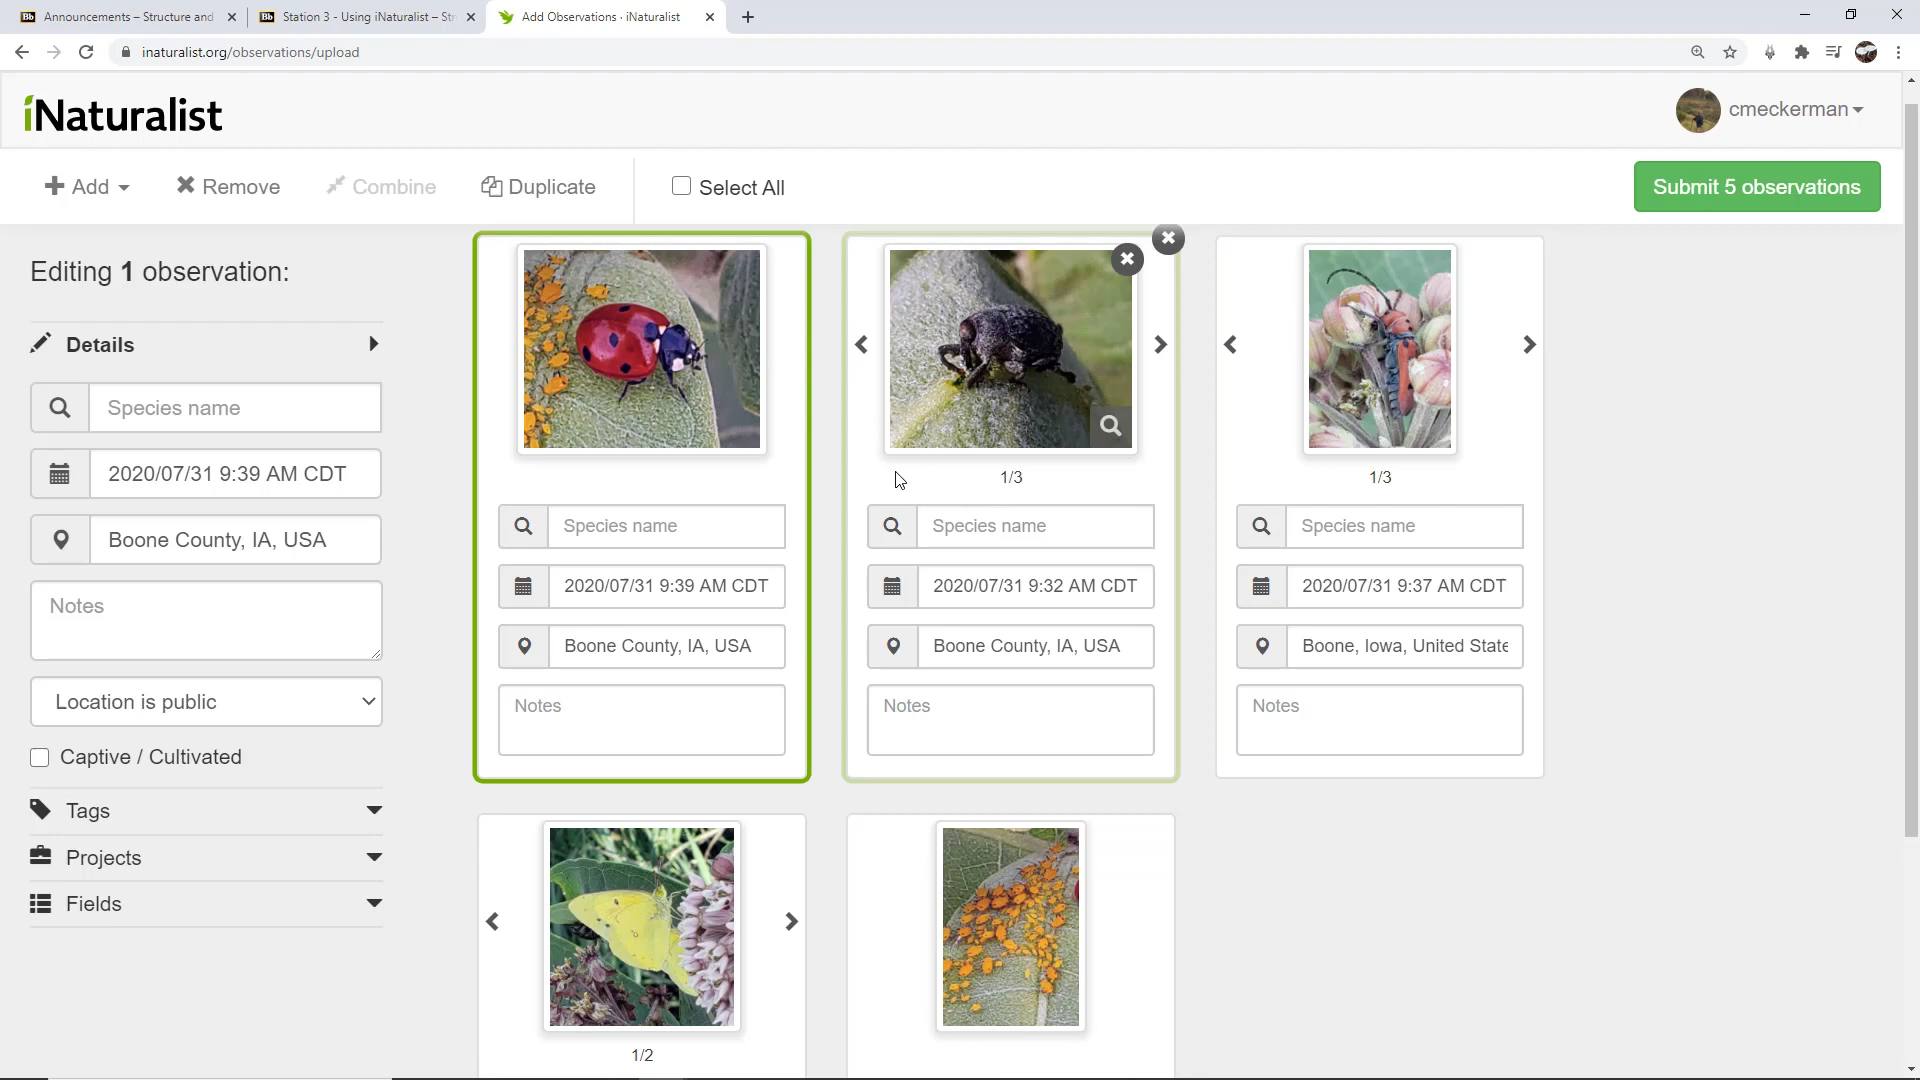 Announcements – Structure and
Station 3 - Using iNaturalist – Str
Add Observations · iNaturalist
inaturalist.org/observations/upload
iNaturalist
cmeckerman
Add
Remove
Combine
Duplicate
Select All
Submit 5 observations
Editing 1 observation:
Details
Species name
2020/07/31 9:39 AM CDT
Boone County, IA, USA
Notes
Location is public
Captive / Cultivated
Tags
Projects
Fields
Species name
2020/07/31 9:39 AM CDT
Boone County, IA, USA
Notes
1/3
Species name
2020/07/31 9:32 AM CDT
Boone County, IA, USA
Notes
1/3
Species name
2020/07/31 9:37 AM CDT
Boone, Iowa, United State
Notes
1/2